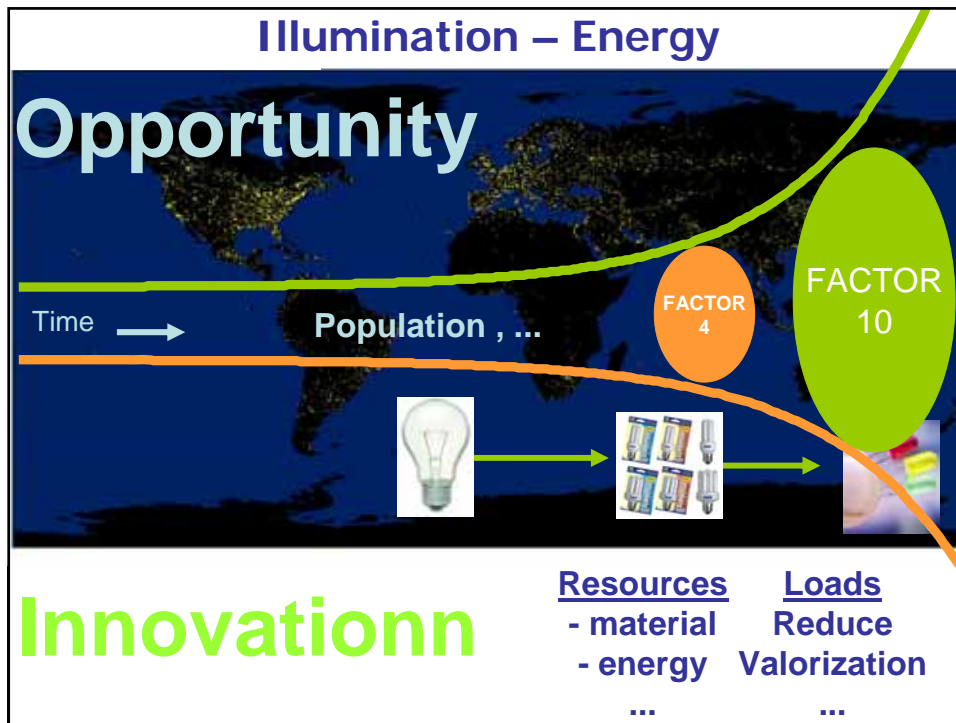 Illumination – Energy
Opportunity
Time
Population , ...
FACTOR
4
FACTOR
10
Innovationn
Resources
- material
- energy
...
Loads
Reduce
Valorization
...